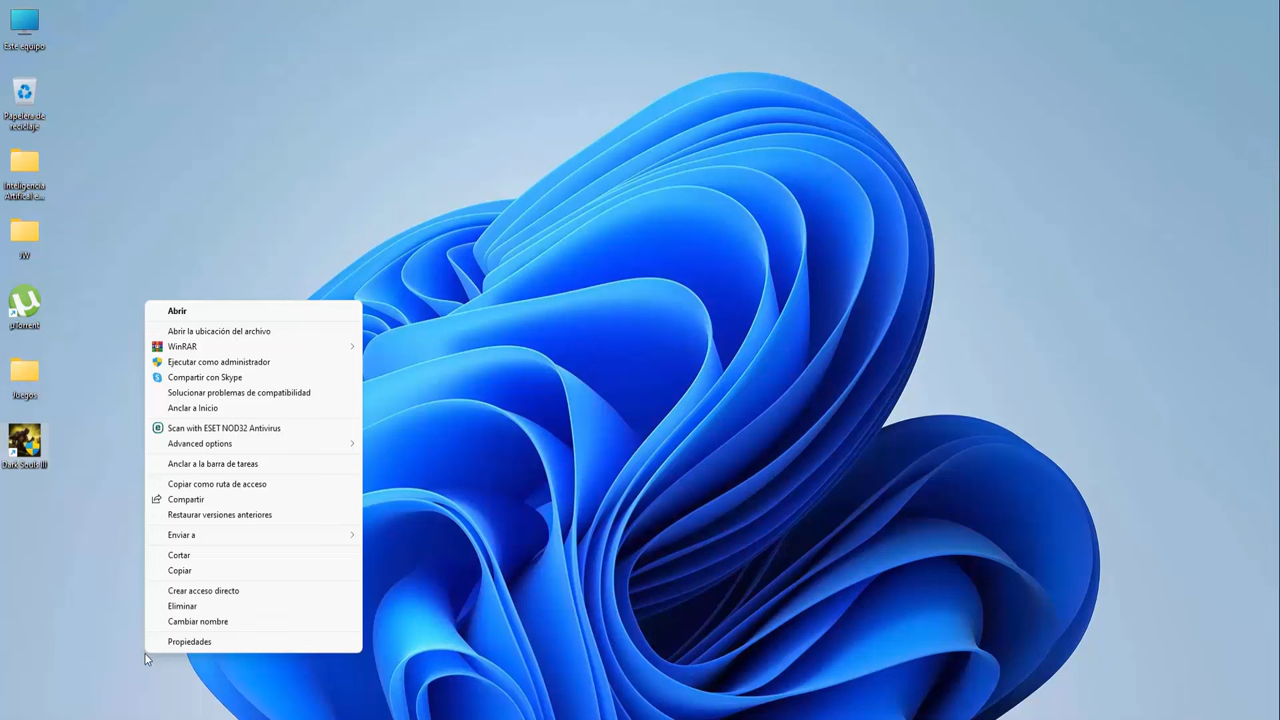 Este equipo
Papelera de
reciclaje
Inteligencia
Artifical e...
JW
µTorrent
Juegos
Dark Souls III
Abrir
Abrir la ubicación del archivo
WinRAR
Ejecutar como administrador
Compartir con Skype
Solucionar problemas de compatibilidad
Anclar a Inicio
Scan with ESET NOD32 Antivirus
Advanced options
Anclar a la barra de tareas
Copiar como ruta de acceso
Compartir
Restaurar versiones anteriores
Enviar a
Cortar
Copiar
Crear acceso directo
Eliminar
Cambiar nombre
Propiedades